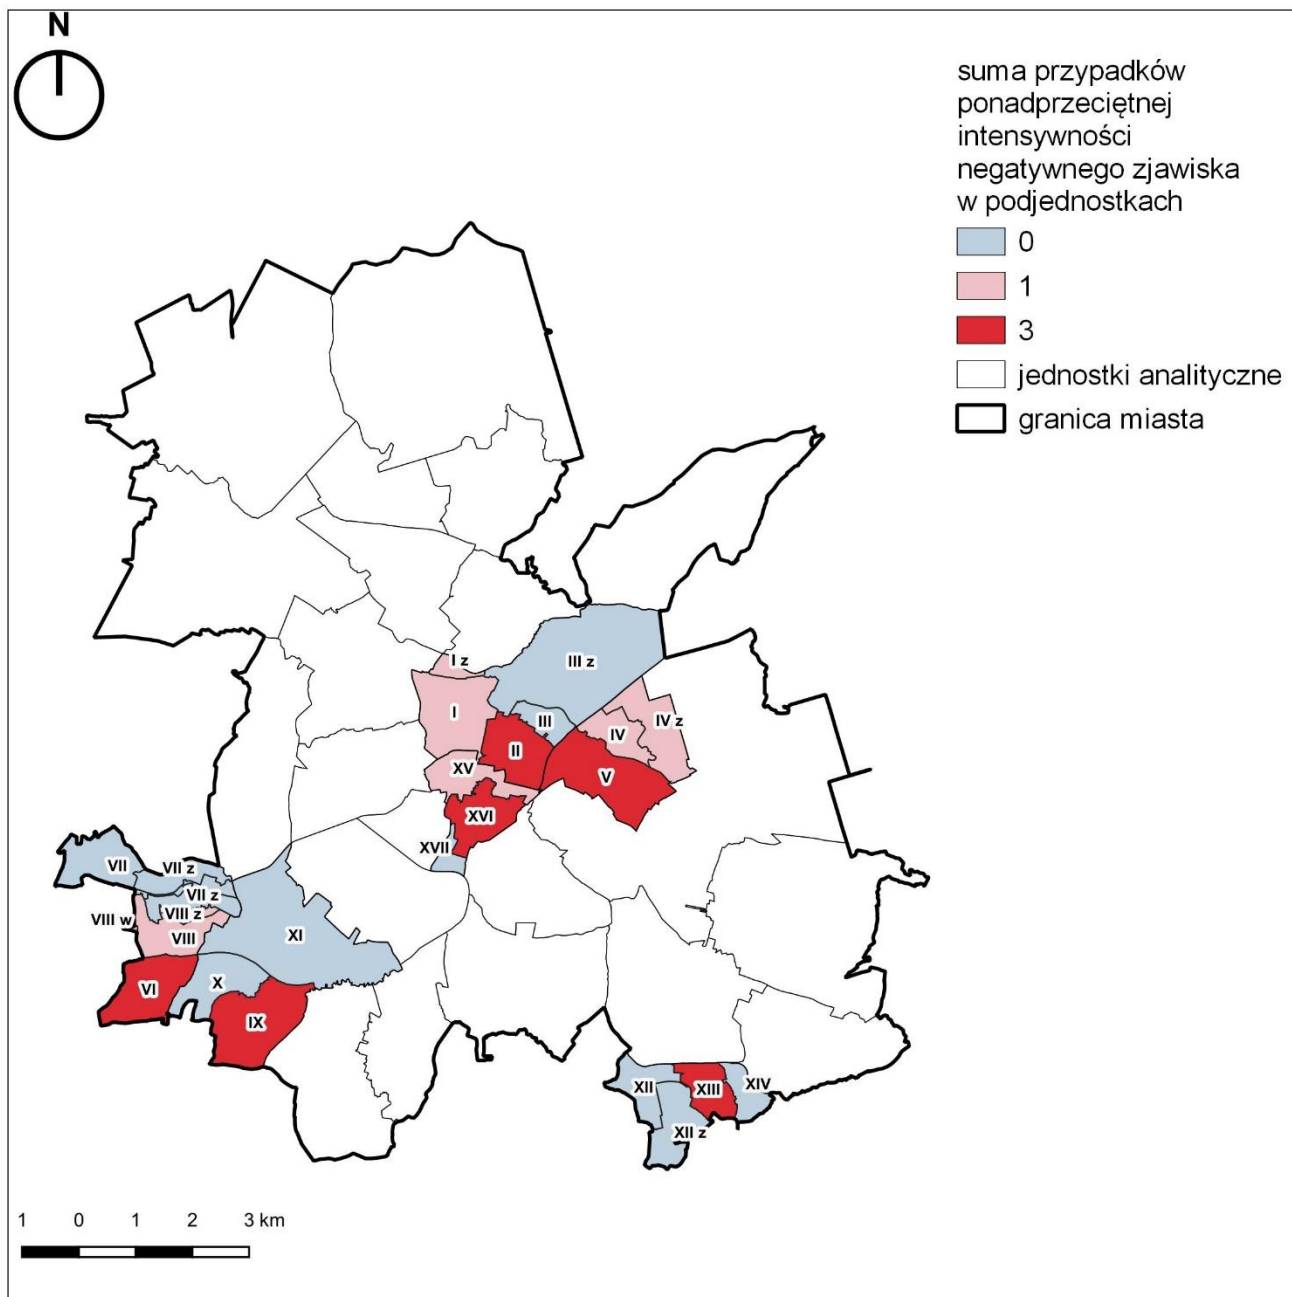 N
suma przypadków
ponadprzeciętnej
intensywności
negatywnego zjawiska
w podjednostkach
0
1
3
jednostki analityczne
granica miasta
I z
III z
I
III
IV
IV z
II
V
XV
XVI
XVII
VII
VII z
VII z
VIII w
VIII z
VIII
XI
VI
X
IX
XII
XIII
XIV
XII z
1 0 1 2 3 km